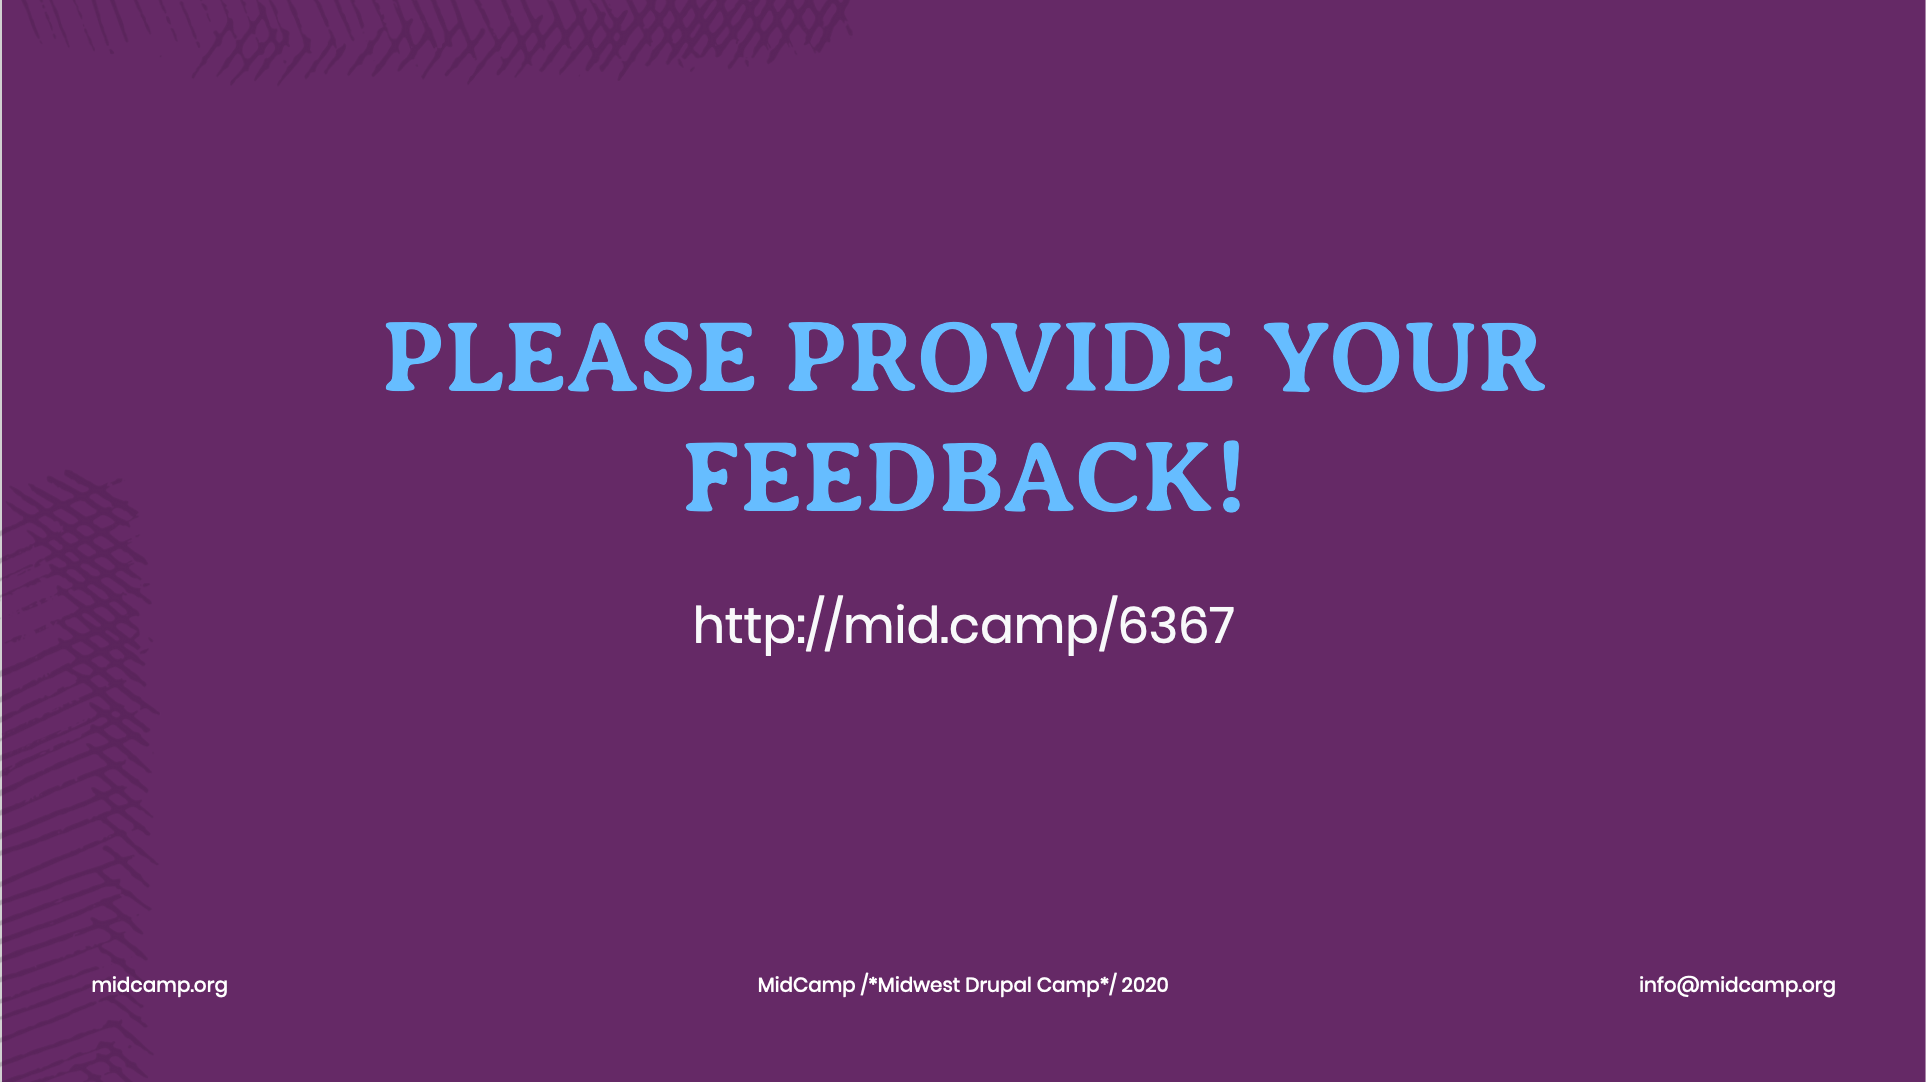 PLEASE PROVIDE YOUR
FEEDBACK!
http://mid.camp/6367
midcamp.org
MidCamp /*Midwest Drupal Camp*/ 2020
info@midcamp.org